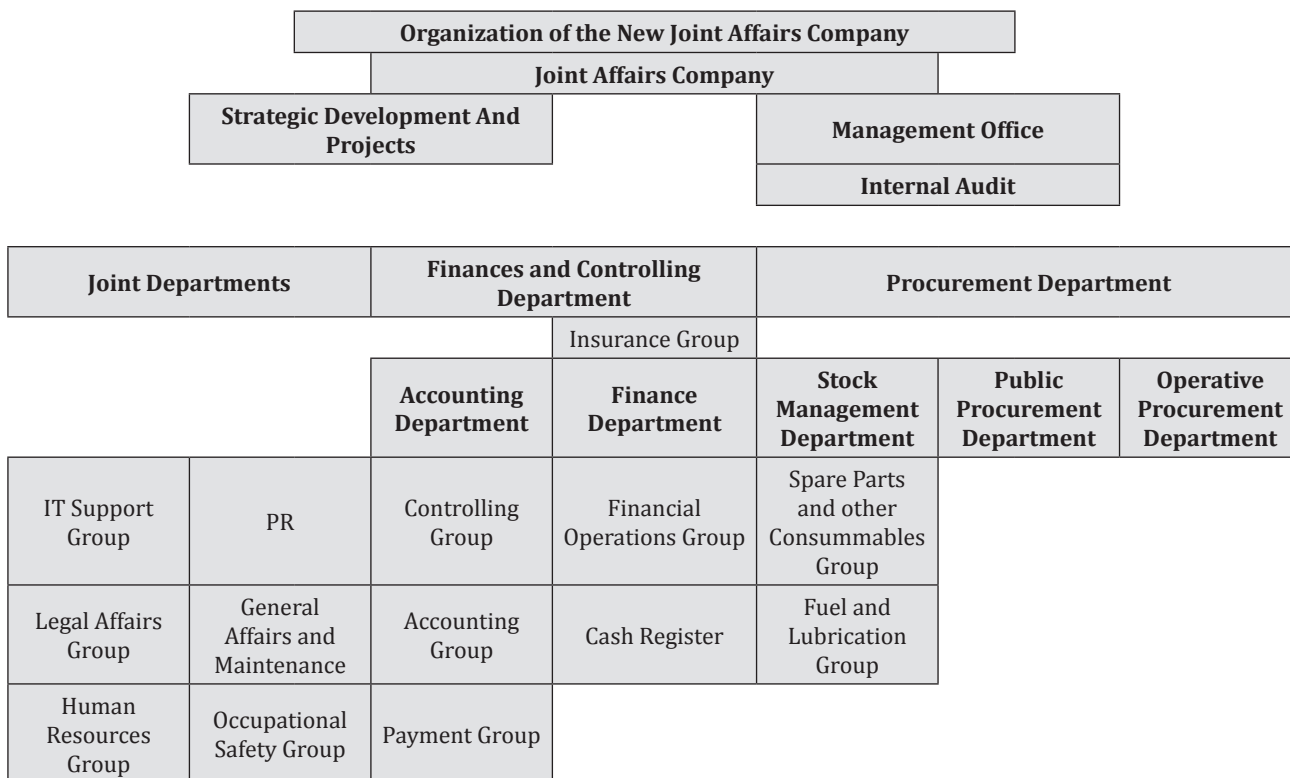 Organization of the New Joint Affairs Company
Joint Affairs Company
Strategic Development And
Projects
Management Office
Internal Audit
Joint Departments
Finances and Controlling
Department
Procurement Department
Insurance Group
Accounting
Department
Finance
Department
Stock
Management
Department
Public
Procurement
Department
Operative
Procurement
Department
IT Support
Group
PR
Controlling
Group
Financial
Operations Group
Spare Parts
and other
Consummables
Group
Legal Affairs
Group
General
Affairs and
Maintenance
Accounting
Group
Cash Register
Fuel and
Lubrication
Group
Human
Resources
Group
Occupational
Safety Group
Payment Group